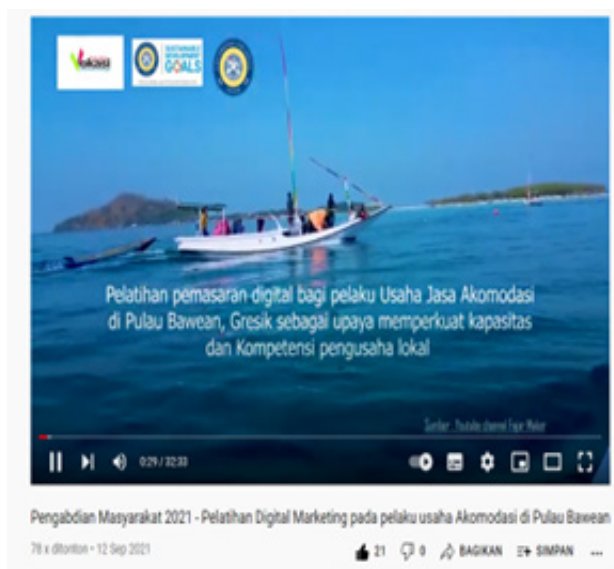 Vokasi
SUSTAINABLE
DEVELOPMENT
GOALS
Pelatihan pemasaran digital bagi pelaku Usaha Jasa Akomodasi
di Pulau Bawean, Gresik sebagai upaya memperkuat kapasitas
dan Kompetensi pengusaha lokal
Sumber : Youtube channel Fajar
0:29 / 32:33
Pengabdian Masyarakat 2021 - Pelatihan Digital Marketing pada pelaku usaha Akomodasi di Pulau Bawean
78 x ditonton • 12 Sep 2021
21
0
BAGIKAN
SIMPAN
...